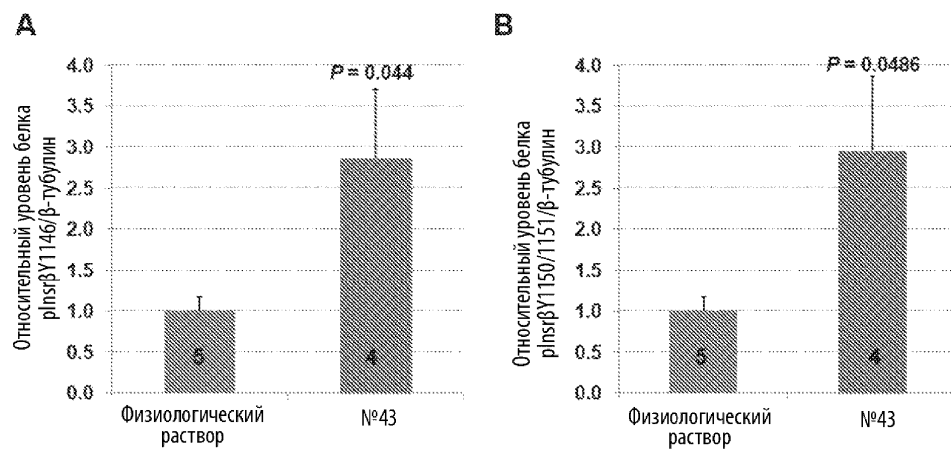 A
Относительный уровень белка
pInsrβY1146/β-тубулин
4.0
3.5
3.0
2.5
2.0
1.5
1.0
0.5
0.0
P = 0.044
5
4
Физиологический
раствор
№43
B
Относительный уровень белка
pInsrβY1150/1151/β-тубулин
4.0
3.5
3.0
2.5
2.0
1.5
1.0
0.5
0.0
P = 0.0486
5
4
Физиологический
раствор
№43